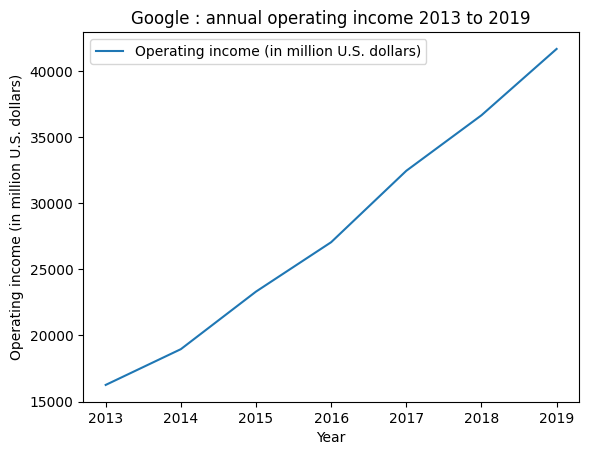 Google : annual operating income 2013 to 2019
Operating income (in million U.S. dollars)
Operating income (in million U.S. dollars)
40000
35000
30000
25000
20000
15000
2013 2014 2015 2016 2017 2018 2019
Year